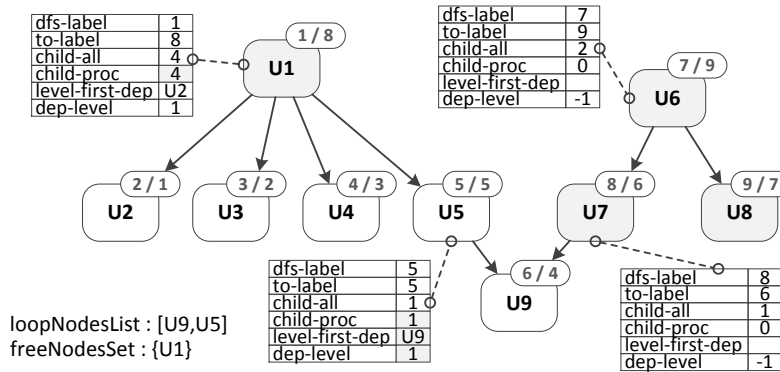 dfs-label 1
to-label 8
child-all 4
child-proc 4
level-first-dep U2
dep-level 1
1 / 8
U1
dfs-label 7
to-label 9
child-all 2
child-proc 0
level-first-dep
dep-level -1
7 / 9
U6
2 / 1
U2
3 / 2
U3
4 / 3
U4
5 / 5
U5
8 / 6
U7
9 / 7
U8
6 / 4
U9
dfs-label 5
to-label 5
child-all 1
child-proc 1
level-first-dep U9
dep-level 1
dfs-label 8
to-label 6
child-all 1
child-proc 0
level-first-dep
dep-level -1
loopNodesList : [U9,U5]
freeNodesSet : {U1}